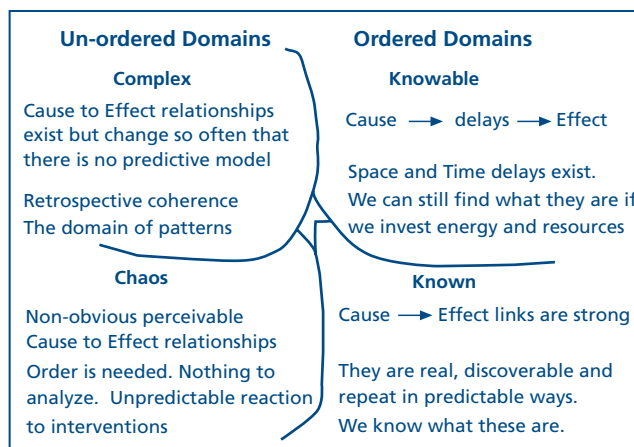 Un-ordered Domains
Complex
Cause to Effect relationships
exist but change so often that
there is no predictive model
Retrospective coherence
The domain of patterns
Ordered Domains
Knowable
Cause → delays → Effect
Space and Time delays exist.
We can still find what they are if
we invest energy and resources
Chaos
Non-obvious perceivable
Cause to Effect relationships
Order is needed. Nothing to
analyze. Unpredictable reaction
to interventions
Known
Cause → Effect links are strong
They are real, discoverable and
repeat in predictable ways.
We know what these are.